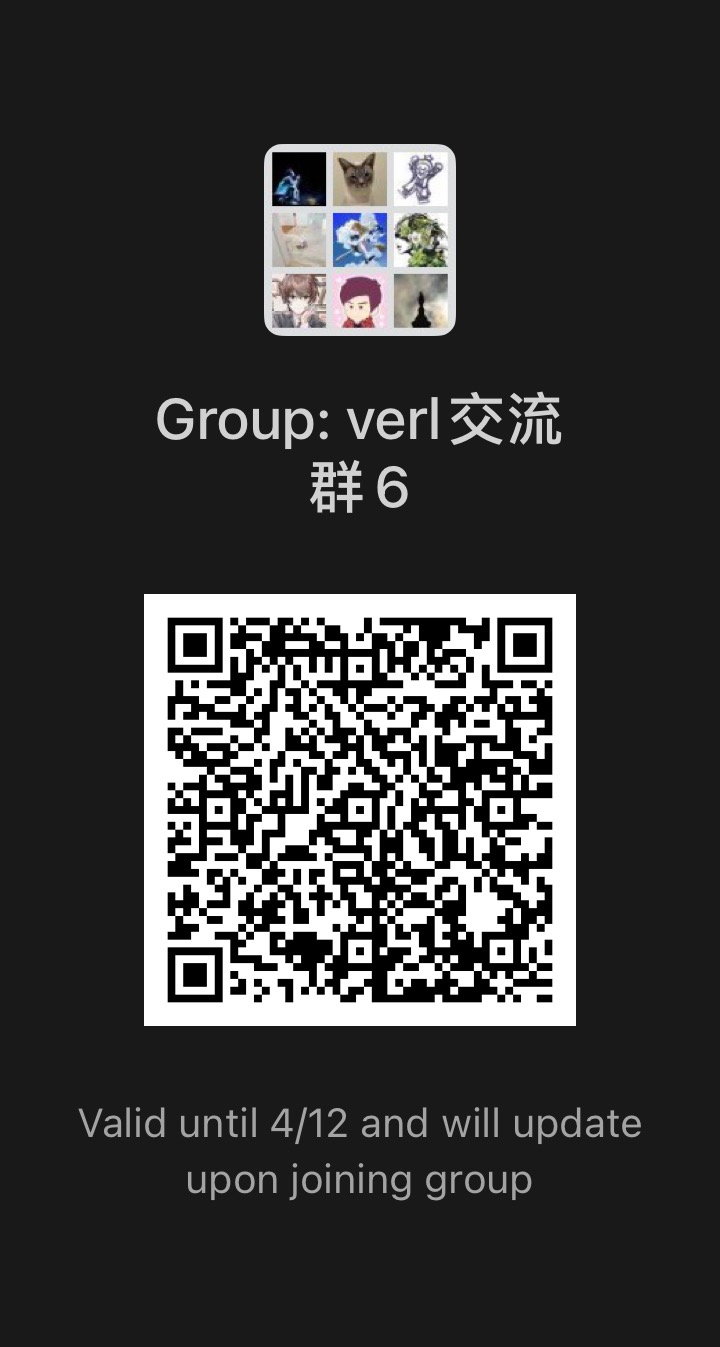 Group: verl交流
群6
Valid until 4/12 and will update
upon joining group